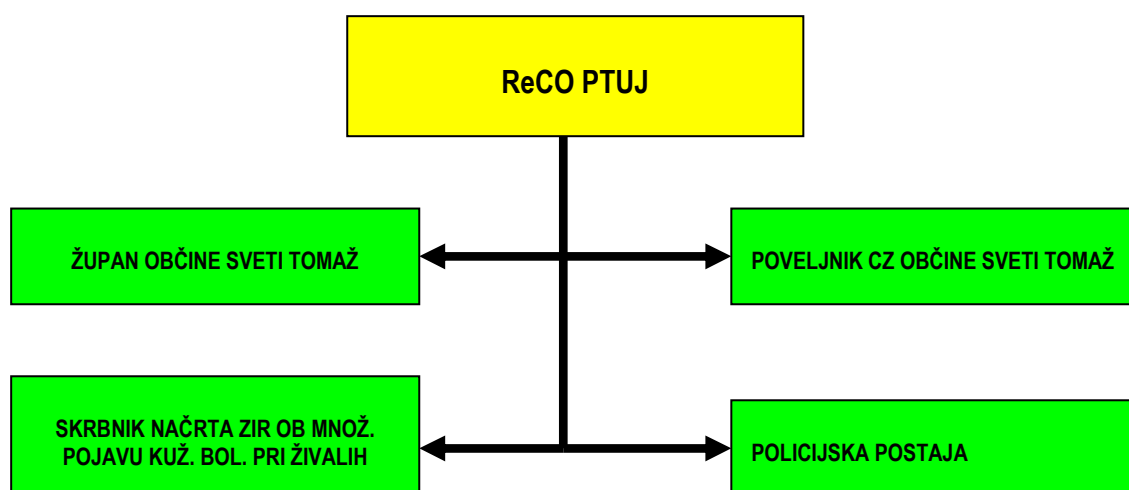 ReCO PTUJ
ŽUPAN OBČINE SVETI TOMAŽ
POVELJNIK CZ OBČINE SVETI TOMAŽ
SKRBNIK NAČRTA ZIR OB MNOŽ.
POJAVU KUŽ. BOL. PRI ŽIVALIH
POLICIJSKA POSTAJA